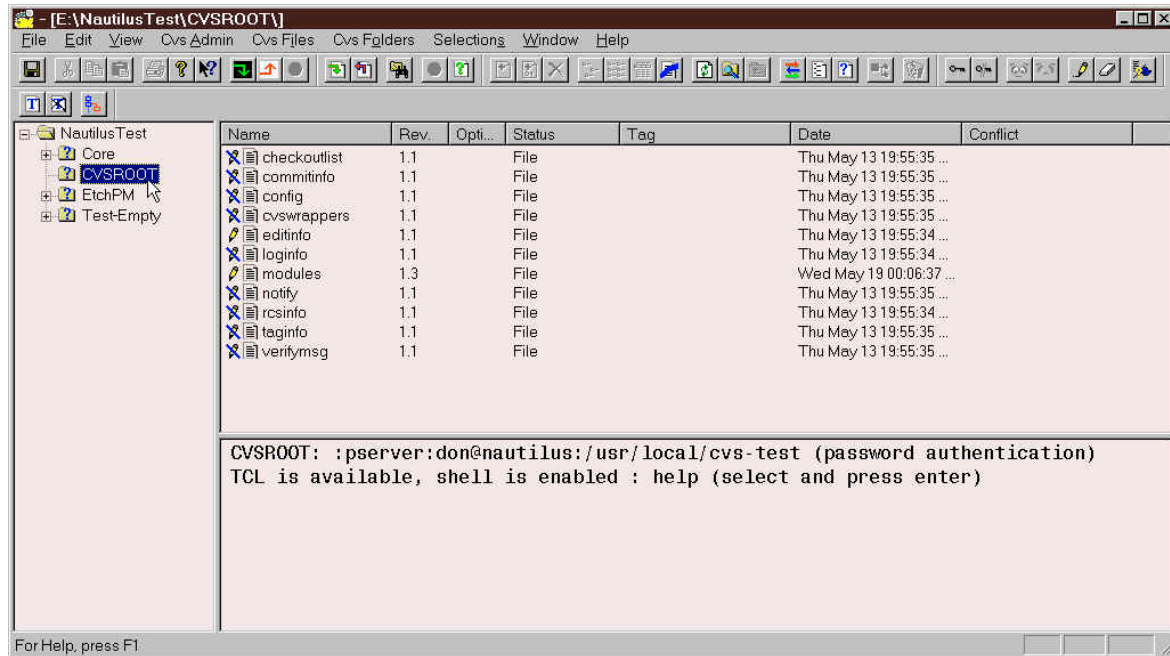 - [E:\NautilusTest\CVSROOT\]
File Edit View Cvs Admin Cvs Files Cvs Folders Selections Window Help
NautilusTest
Core
CVSROOT
EtchPM
Test-Empty
Name Rev. Opti... Status Tag Date Conflict
checkoutlist 1.1 File Thu May 13 19:55:35 ...
commitinfo 1.1 File Thu May 13 19:55:35 ...
config 1.1 File Thu May 13 19:55:35 ...
cvswrappers 1.1 File Thu May 13 19:55:35 ...
editinfo 1.1 File Thu May 13 19:55:34 ...
loginfo 1.1 File Thu May 13 19:55:34 ...
modules 1.3 File Wed May 19 00:06:37 ...
notify 1.1 File Thu May 13 19:55:35 ...
rcsinfo 1.1 File Thu May 13 19:55:34 ...
taginfo 1.1 File Thu May 13 19:55:35 ...
verifymsg 1.1 File Thu May 13 19:55:35 ...
CVSROOT: :pserver:don@nautilus:/usr/local/cvs-test (password authentication)
TCL is available, shell is enabled : help (select and press enter)
For Help, press F1